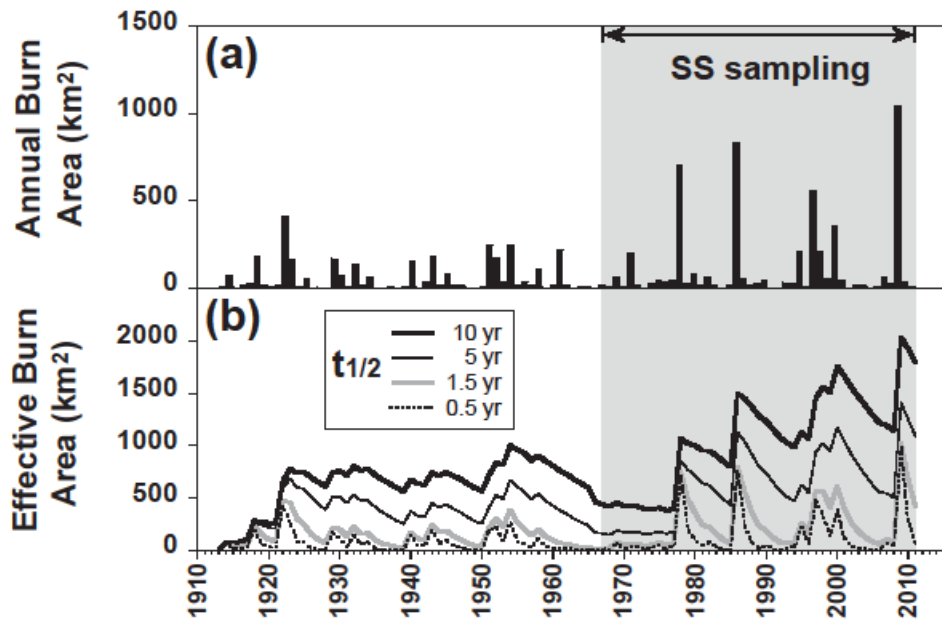 (a)
SS sampling
Annual Burn
Area (km²)
1500
1000
500
0
(b)
Effective Burn
Area (km²)
2000
1500
1000
500
0
t1/2
10 yr
5 yr
1.5 yr
0.5 yr
1910
1920
1930
1940
1950
1960
1970
1980
1990
2000
2010